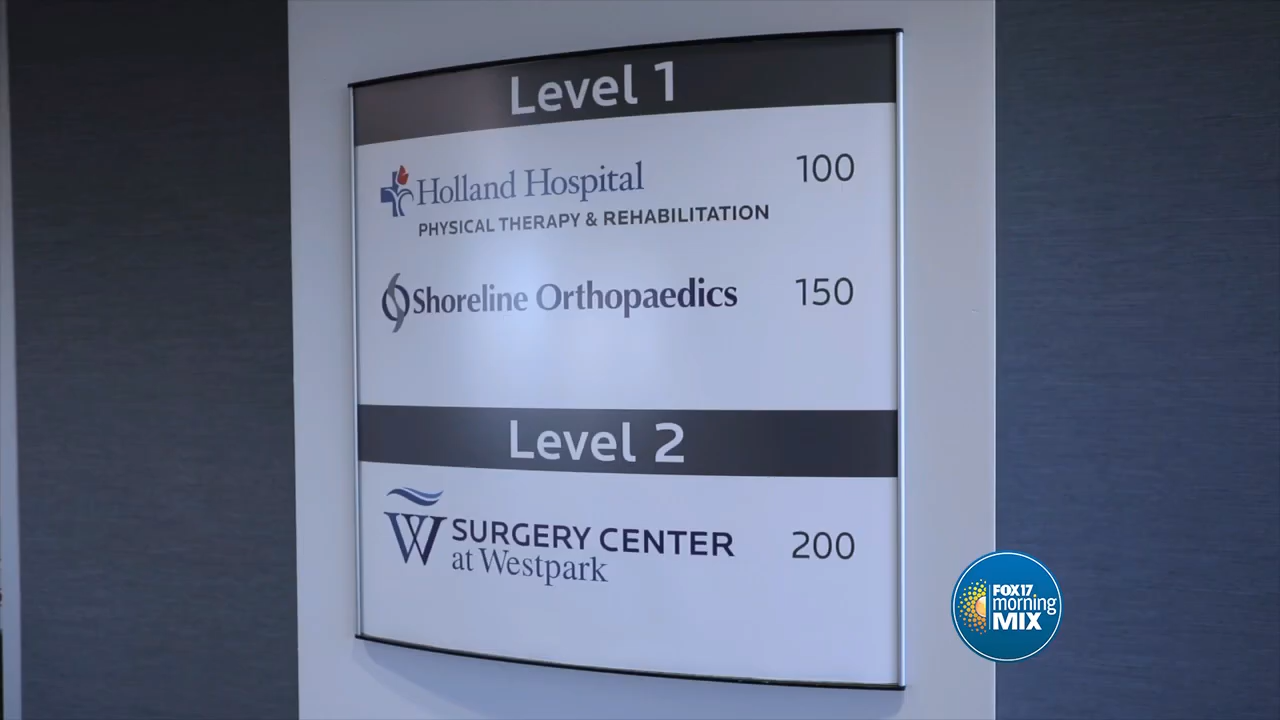 Level 1
Holland Hospital 100
PHYSICAL THERAPY & REHABILITATION
Shoreline Orthopaedics 150
Level 2
W SURGERY CENTER 200
at Westpark
FOX17
morning
MIX